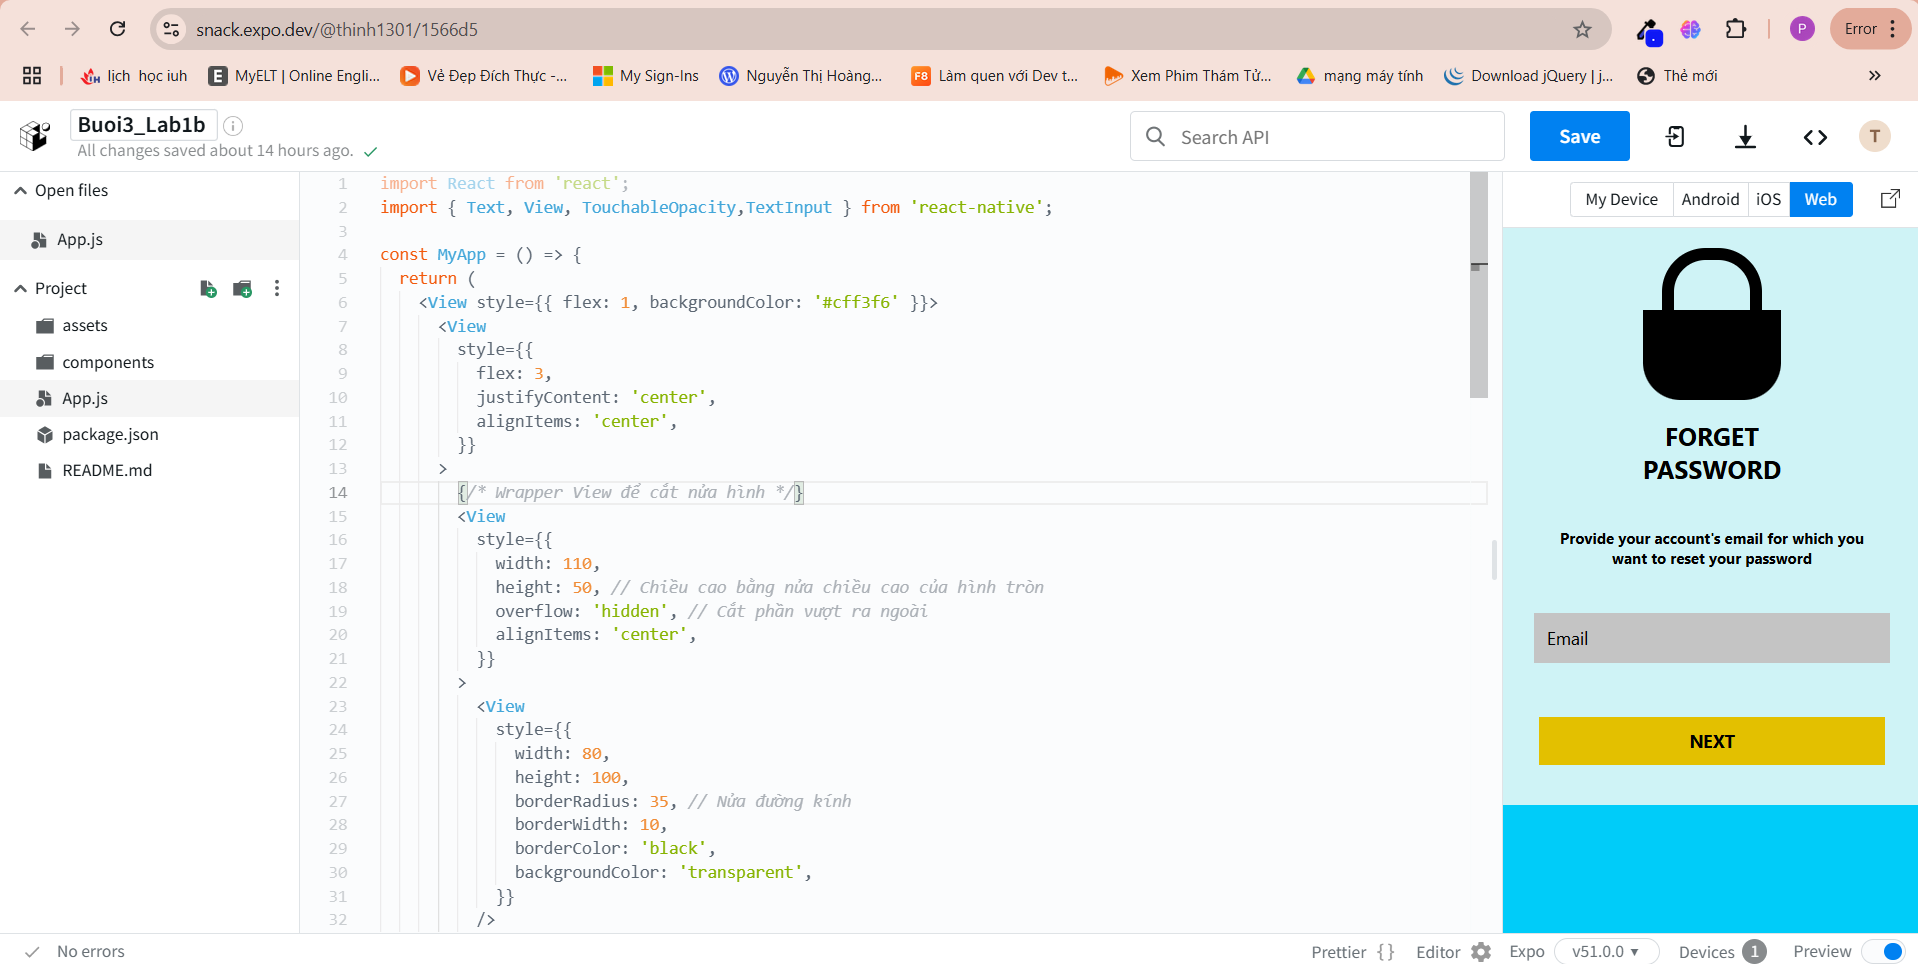 snack.expo.dev/@thinh1301/1566d5
P
Error
lịch học iuh
E MyELT | Online Engli...
Vẻ Đẹp Đích Thực -...
My Sign-Ins
Nguyễn Thị Hoàng...
F8 Làm quen với Dev t...
Xem Phim Thám Tử...
mạng máy tính
Download jQuery | j...
Thẻ mới
»
Buoi3_Lab1b
All changes saved about 14 hours ago.
Search API
Save
T
Open files
App.js
Project
assets
components
App.js
package.json
README.md
1 import React from 'react';
2 import { Text, View, TouchableOpacity,TextInput } from 'react-native';
3
4 const MyApp = () => {
5 return (
6 <View style={{ flex: 1, backgroundColor: '#cff3f6' }}>
7 <View
8 style={{
9 flex: 3,
10 justifyContent: 'center',
11 alignItems: 'center',
12 }}
13 >
14 {/* Wrapper View để cắt nửa hình */}
15 <View
16 style={{
17 width: 110,
18 height: 50, // Chiều cao bằng nửa chiều cao của hình tròn
19 overflow: 'hidden', // Cắt phần vượt ra ngoài
20 alignItems: 'center',
21 }}
22 >
23 <View
24 style={{
25 width: 80,
26 height: 100,
27 borderRadius: 35, // Nửa đường kính
28 borderWidth: 10,
29 borderColor: 'black',
30 backgroundColor: 'transparent',
31 }}
32 />
My Device
Android
iOS
Web
FORGET
PASSWORD
Provide your account's email for which you
want to reset your password
Email
NEXT
No errors
Prettier {}
Editor
Expo
v51.0.0
Devices 1
Preview